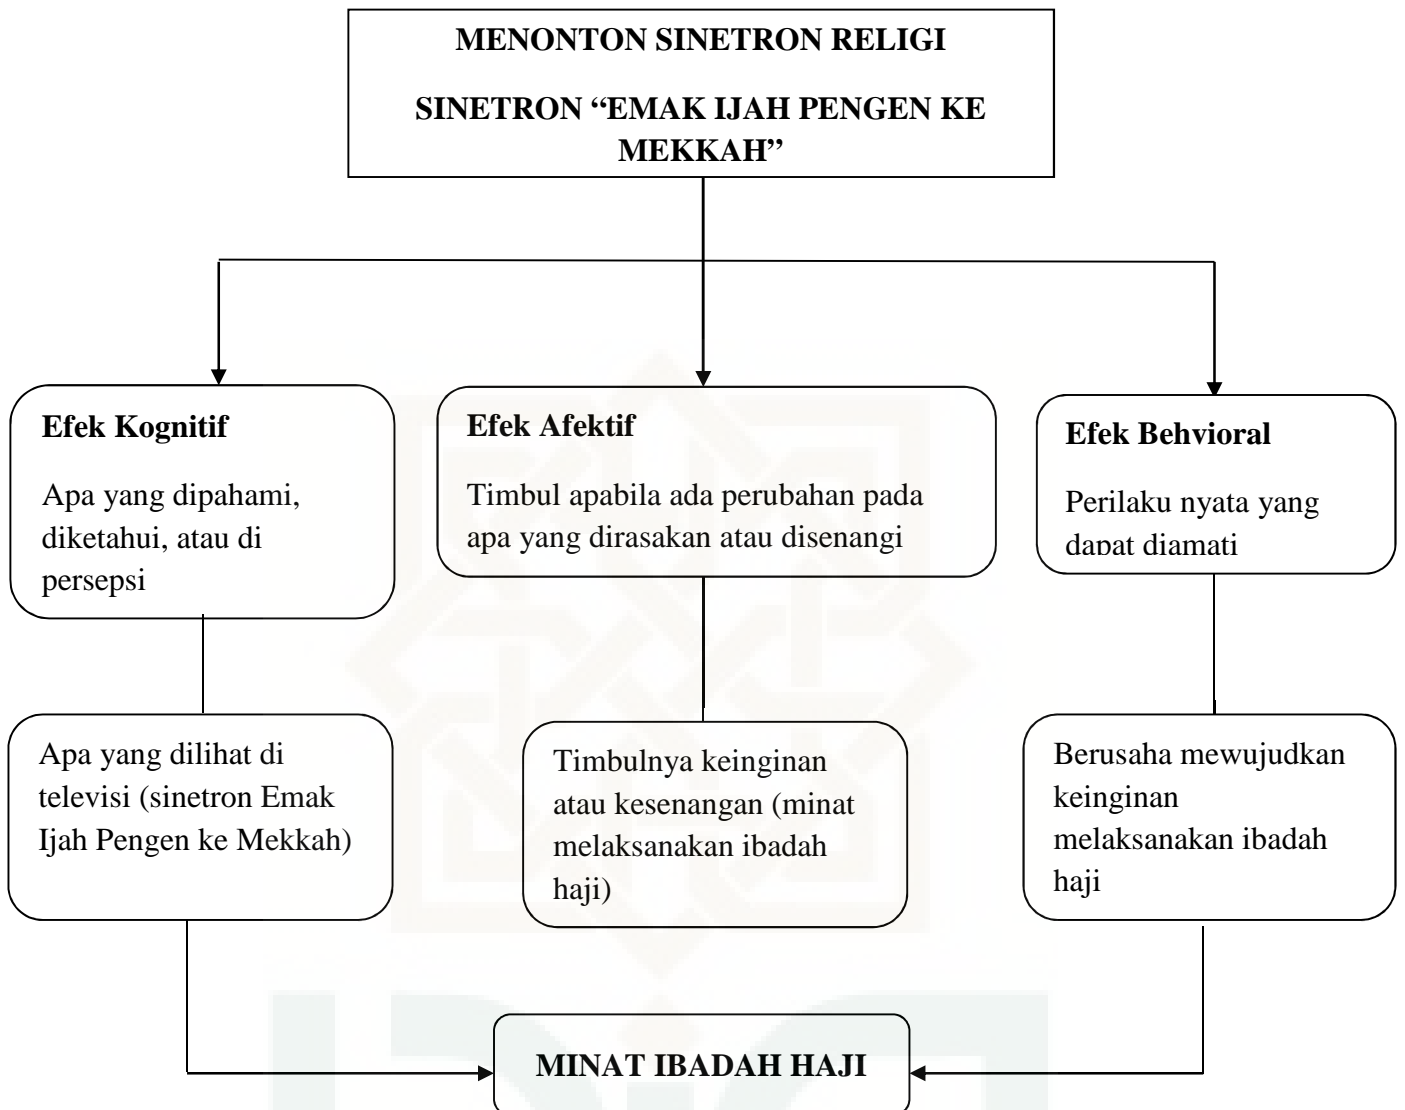 MENONTON SINETRON RELIGI
SINETRON “EMAK IJAH PENGEN KE
MEKKAH”
Efek Kognitif
Apa yang dipahami,
diketahui, atau di
persepsi
Efek Afektif
Timbul apabila ada perubahan pada
apa yang dirasakan atau disenangi
Efek Behvioral
Perilaku nyata yang
dapat diamati
Apa yang dilihat di
televisi (sinetron Emak
Ijah Pengen ke Mekkah)
Timbulnya keinginan
atau kesenangan (minat
melaksanakan ibadah
haji)
Berusaha mewujudkan
keinginan
melaksanakan ibadah
haji
MINAT IBADAH HAJI